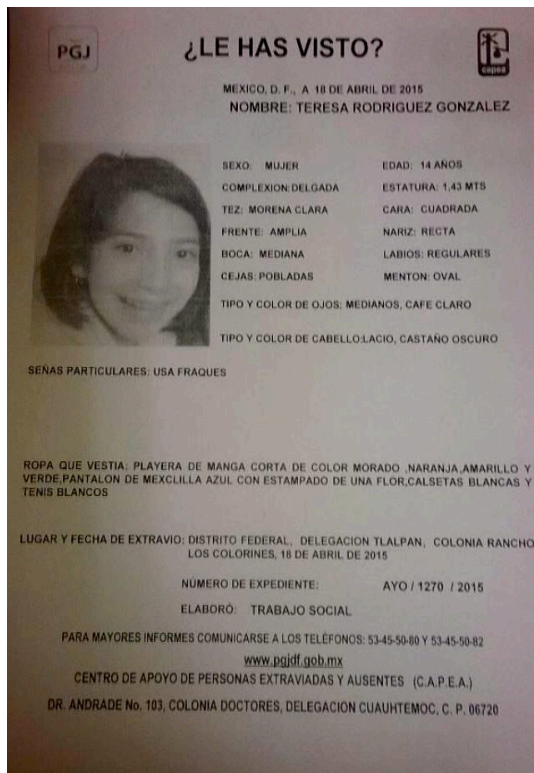 PGJ
¿LE HAS VISTO?
capea
MEXICO, D. F., A 18 DE ABRIL DE 2015
NOMBRE: TERESA RODRIGUEZ GONZALEZ
SEXO: MUJER EDAD: 14 AÑOS
COMPLEXION: DELGADA ESTATURA: 1,43 MTS
TEZ: MORENA CLARA CARA: CUADRADA
FRENTE: AMPLIA NARIZ: RECTA
BOCA: MEDIANA LABIOS: REGULARES
CEJAS: POBLADAS MENTON: OVAL
TIPO Y COLOR DE OJOS: MEDIANOS, CAFE CLARO
TIPO Y COLOR DE CABELLO:LACIO, CASTAÑO OSCURO
SEÑAS PARTICULARES: USA FRAQUES
ROPA QUE VESTIA: PLAYERA DE MANGA CORTA DE COLOR MORADO ,NARANJA,AMARILLO Y
VERDE,PANTALON DE MEXCLILLA AZUL CON ESTAMPADO DE UNA FLOR,CALSETAS BLANCAS Y
TENIS BLANCOS
LUGAR Y FECHA DE EXTRAVIO: DISTRITO FEDERAL, DELEGACION TLALPAN, COLONIA RANCHO
LOS COLORINES, 18 DE ABRIL DE 2015
NÚMERO DE EXPEDIENTE: AYO / 1270 / 2015
ELABORÓ: TRABAJO SOCIAL
PARA MAYORES INFORMES COMUNICARSE A LOS TELÉFONOS: 53-45-50-80 Y 53-45-50-82
www.pgjdf.gob.mx
CENTRO DE APOYO DE PERSONAS EXTRAVIADAS Y AUSENTES (C.A.P.E.A.)
DR. ANDRADE No. 103, COLONIA DOCTORES, DELEGACION CUAUHTEMOC, C. P. 06720